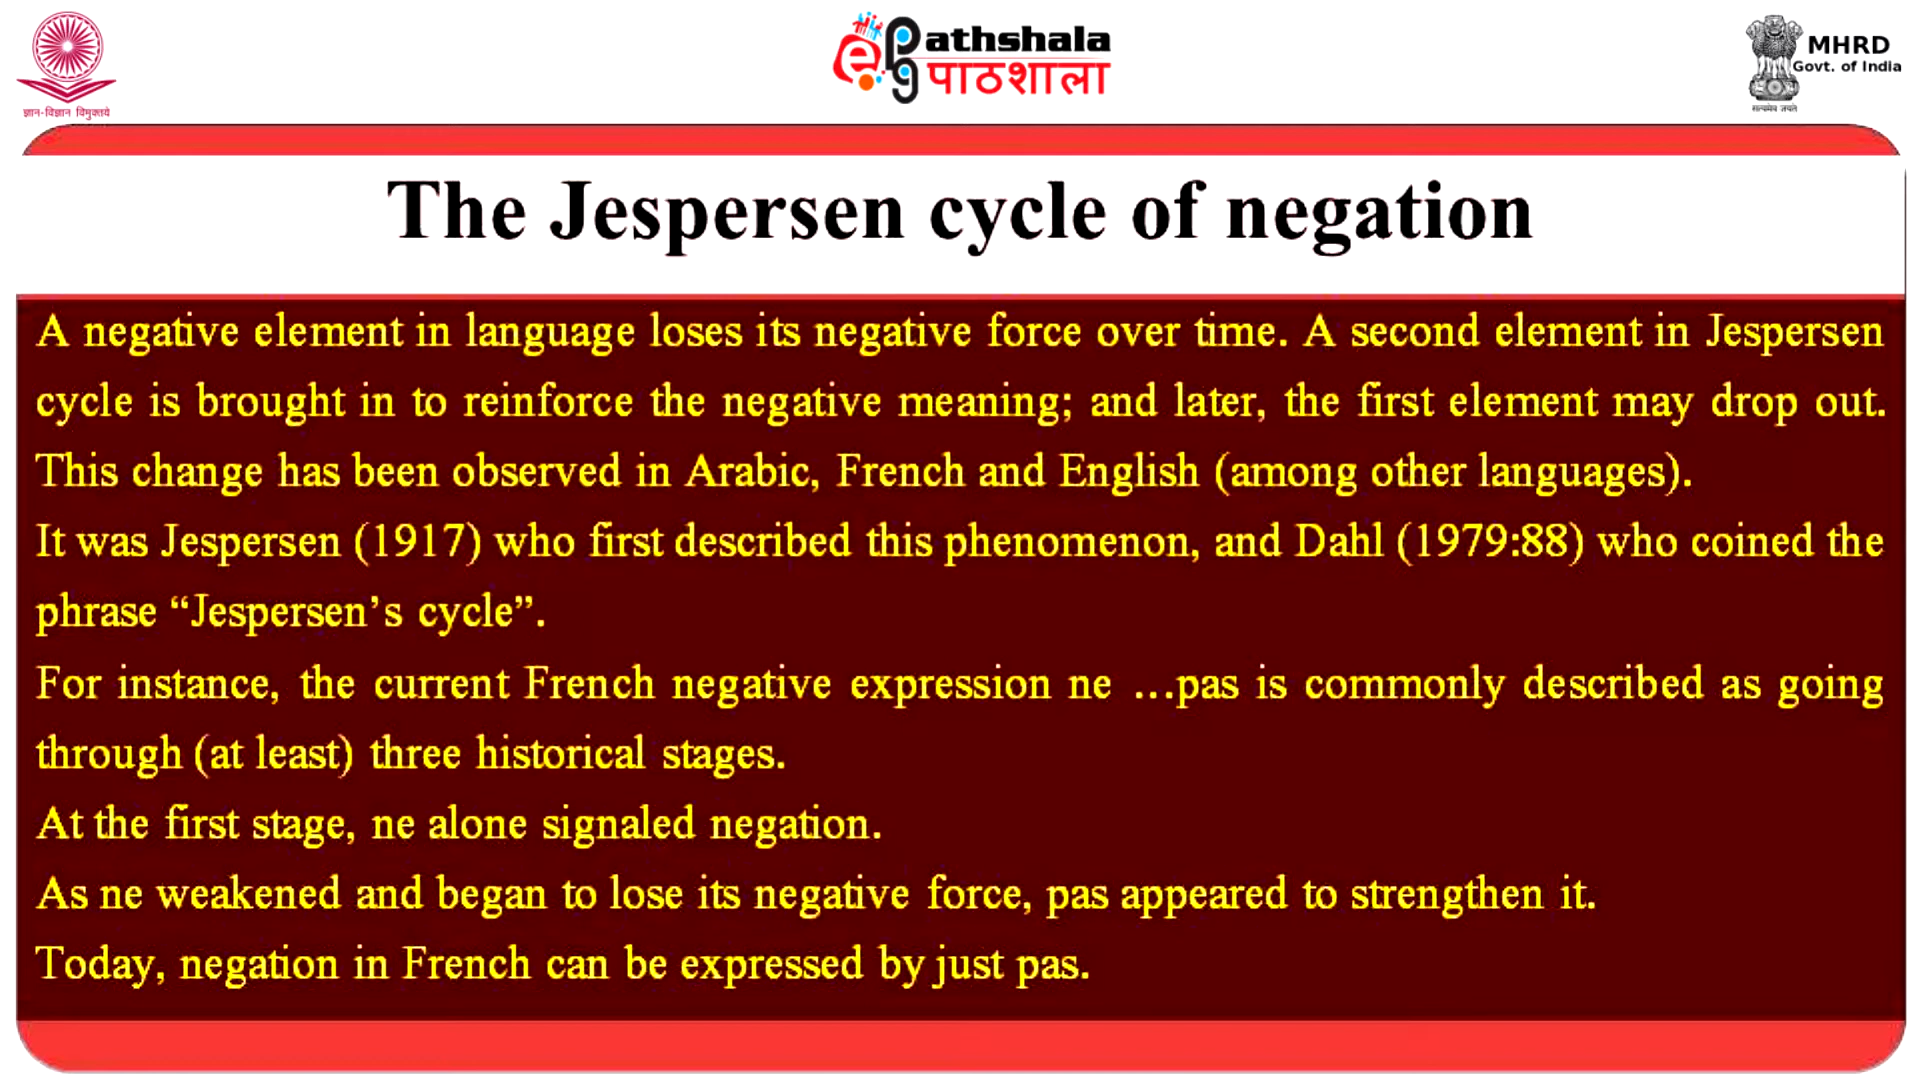 ज्ञान-विज्ञान विमुक्तये
e PG Pathshala
पाठशाला
MHRD
Govt. of India
सत्यमेव जयते
The Jespersen cycle of negation
A negative element in language loses its negative force over time. A second element in Jespersen
cycle is brought in to reinforce the negative meaning; and later, the first element may drop out.
This change has been observed in Arabic, French and English (among other languages).
It was Jespersen (1917) who first described this phenomenon, and Dahl (1979:88) who coined the
phrase “Jespersen’s cycle”.
For instance, the current French negative expression ne …pas is commonly described as going
through (at least) three historical stages.
At the first stage, ne alone signaled negation.
As ne weakened and began to lose its negative force, pas appeared to strengthen it.
Today, negation in French can be expressed by just pas.